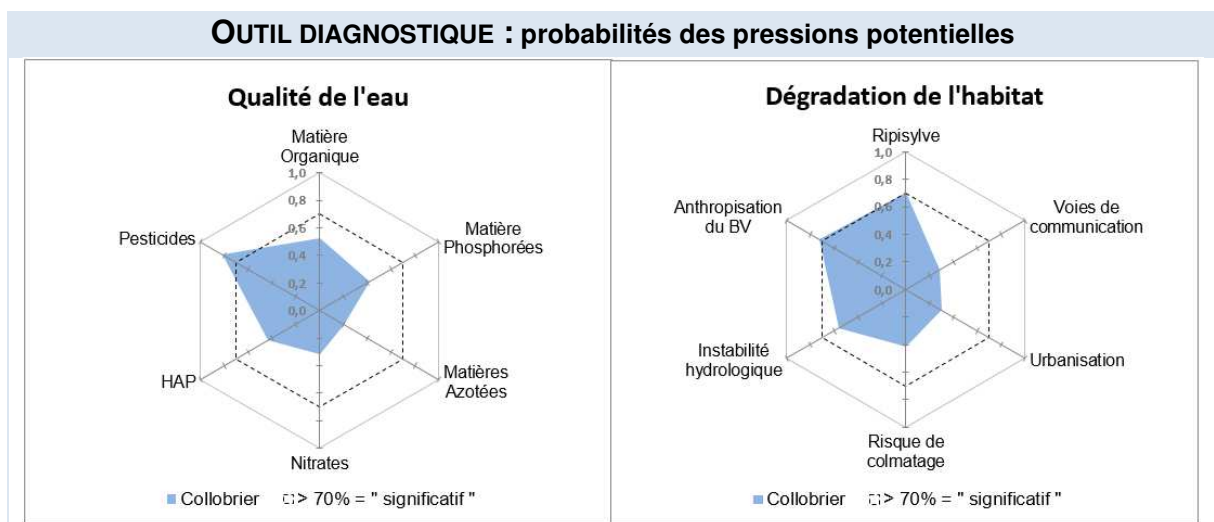 OUTIL DIAGNOSTIQUE : probabilités des pressions potentielles
Qualité de l'eau
Matière
Organique
1,0
0,8
0,6
0,4
0,2
0,0
Matière
Phosphorées
Matières
Azotées
Nitrates
HAP
Pesticides
Collobrier
> 70% = " significatif "
Dégradation de l'habitat
Ripisylve
1,0
0,8
0,6
0,4
0,2
0,0
Voies de
communication
Urbanisation
Risque de
colmatage
Instabilité
hydrologique
Anthropisation
du BV
Collobrier
> 70% = " significatif "